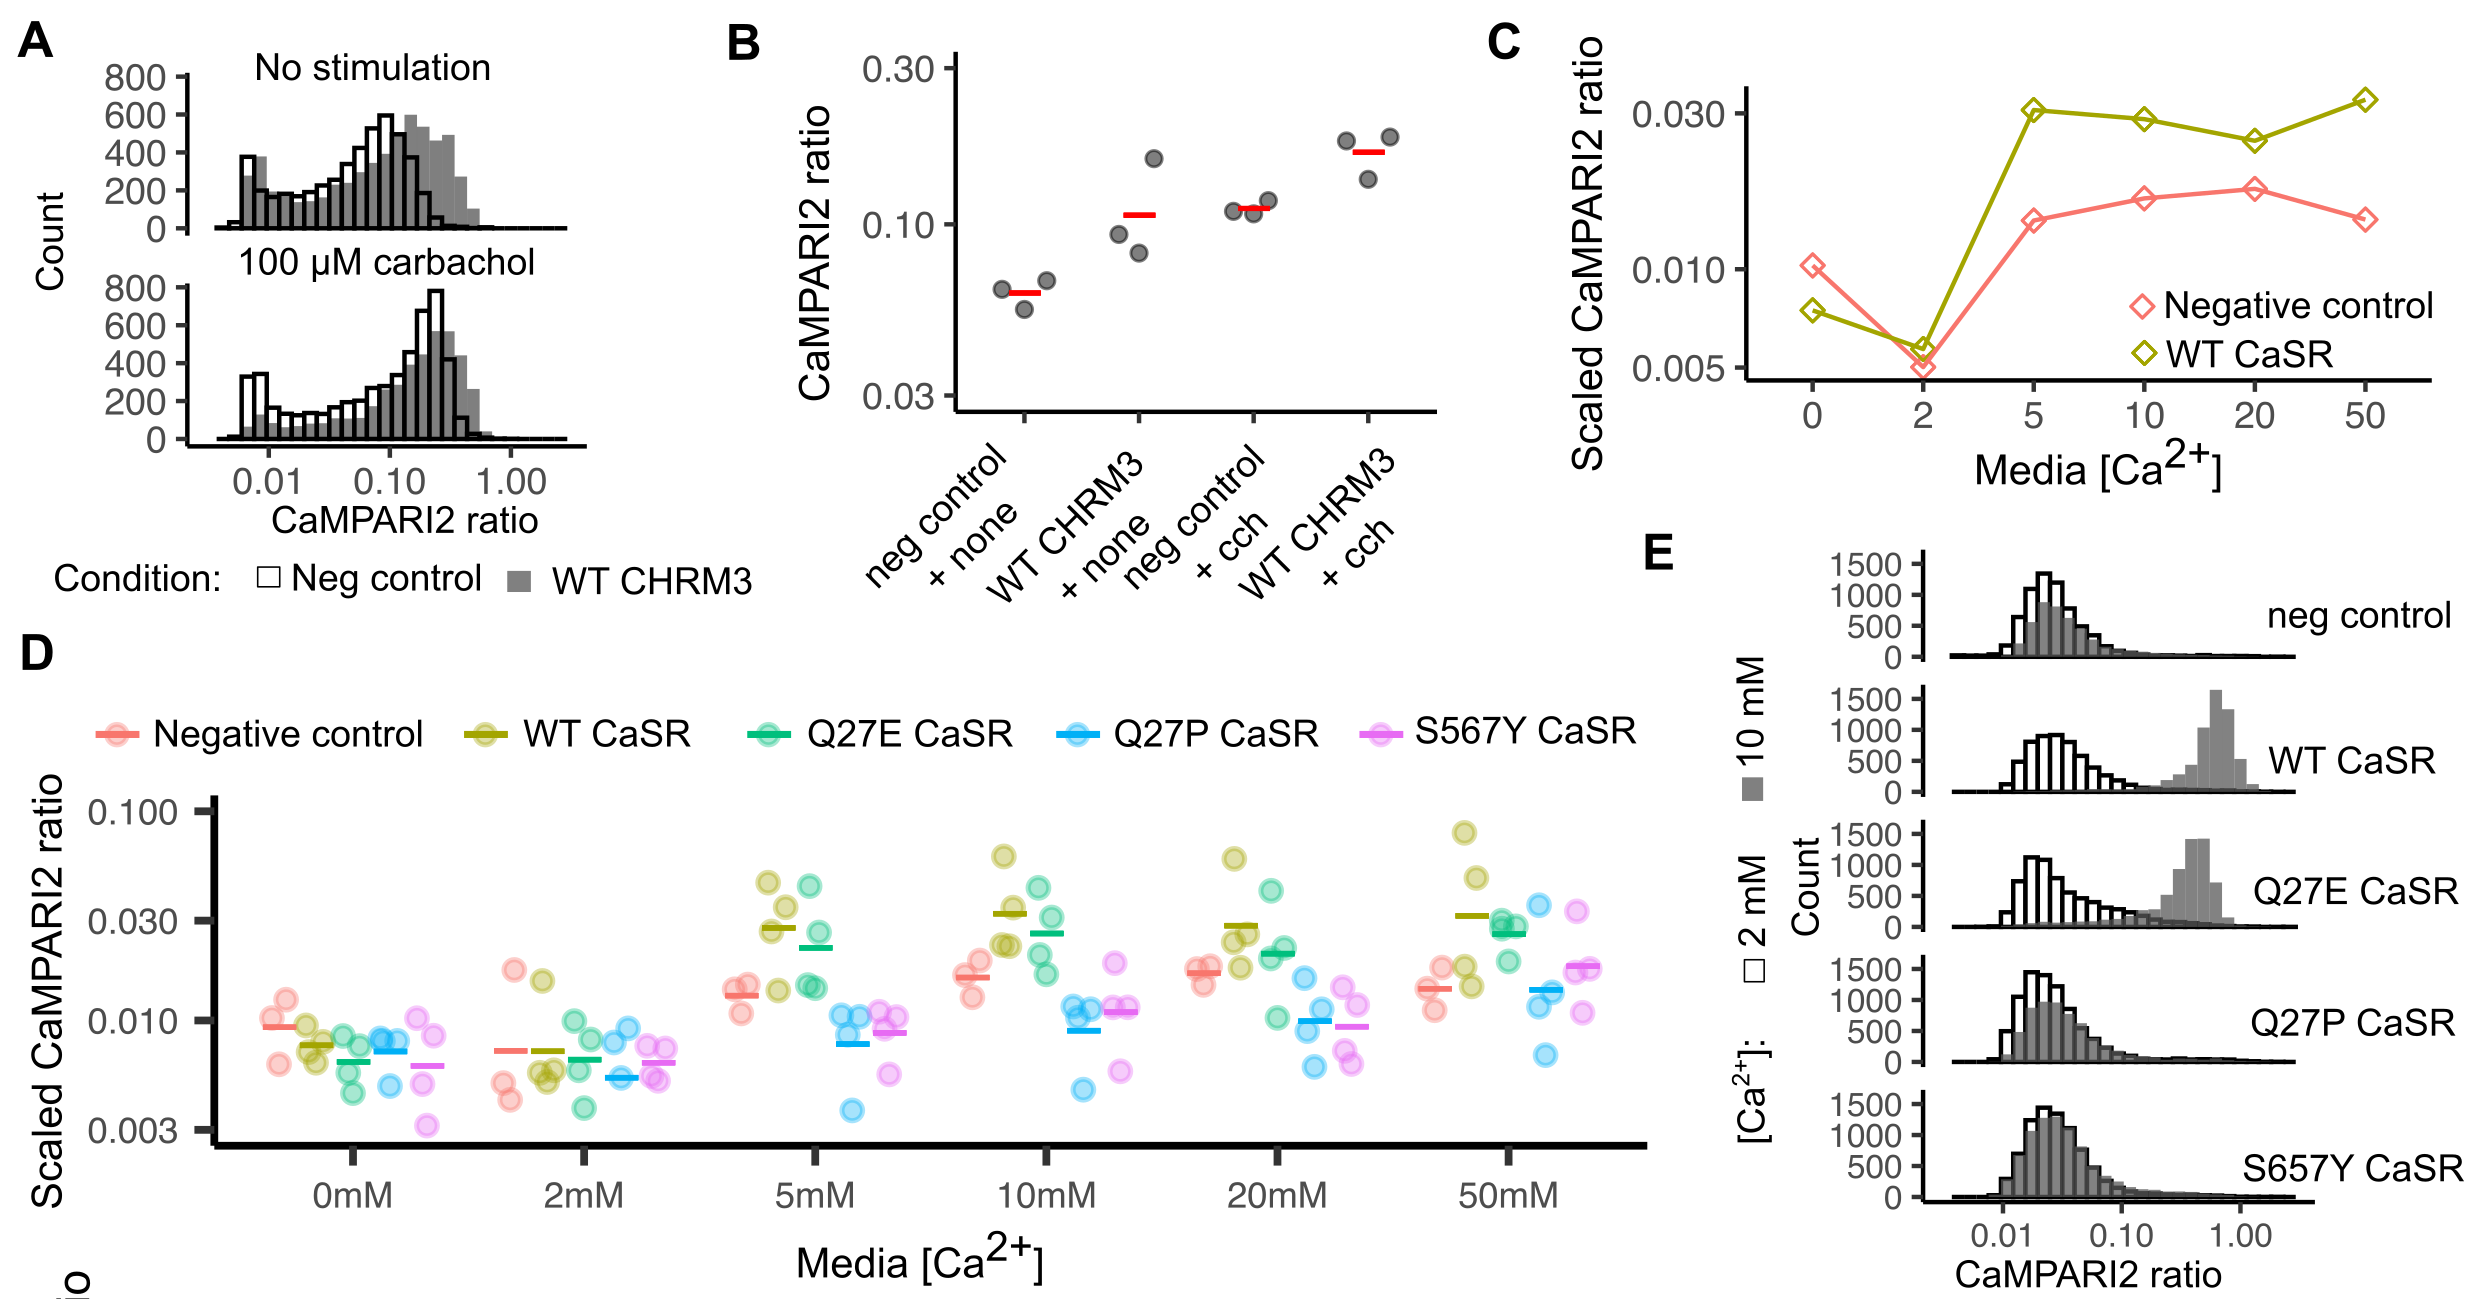 A
No stimulation
800
600
400
200
0
100 µM carbachol
800
600
400
200
0
Count
0.01 0.10 1.00
CaMPARI2 ratio
Condition: Neg control WT CHRM3
B
CaMPARI2 ratio
0.30
0.10
0.03
neg control
+ none
WT CHRM3
+ none
neg control
+ cch
WT CHRM3
+ cch
C
Scaled CaMPARI2 ratio
0.030
0.010
0.005
Negative control
WT CaSR
0 2 5 10 20 50
Media [Ca2+]
D
Negative control WT CaSR Q27E CaSR Q27P CaSR S567Y CaSR
Scaled CaMPARI2 ratio
0.100
0.030
0.010
0.003
0mM 2mM 5mM 10mM 20mM 50mM
Media [Ca2+]
E
[Ca2+]: 2 mM 10 mM
Count
1500
1000
500
0
neg control
1500
1000
500
0
WT CaSR
1500
1000
500
0
Q27E CaSR
1500
1000
500
0
Q27P CaSR
1500
1000
500
0
S657Y CaSR
0.01 0.10 1.00
CaMPARI2 ratio